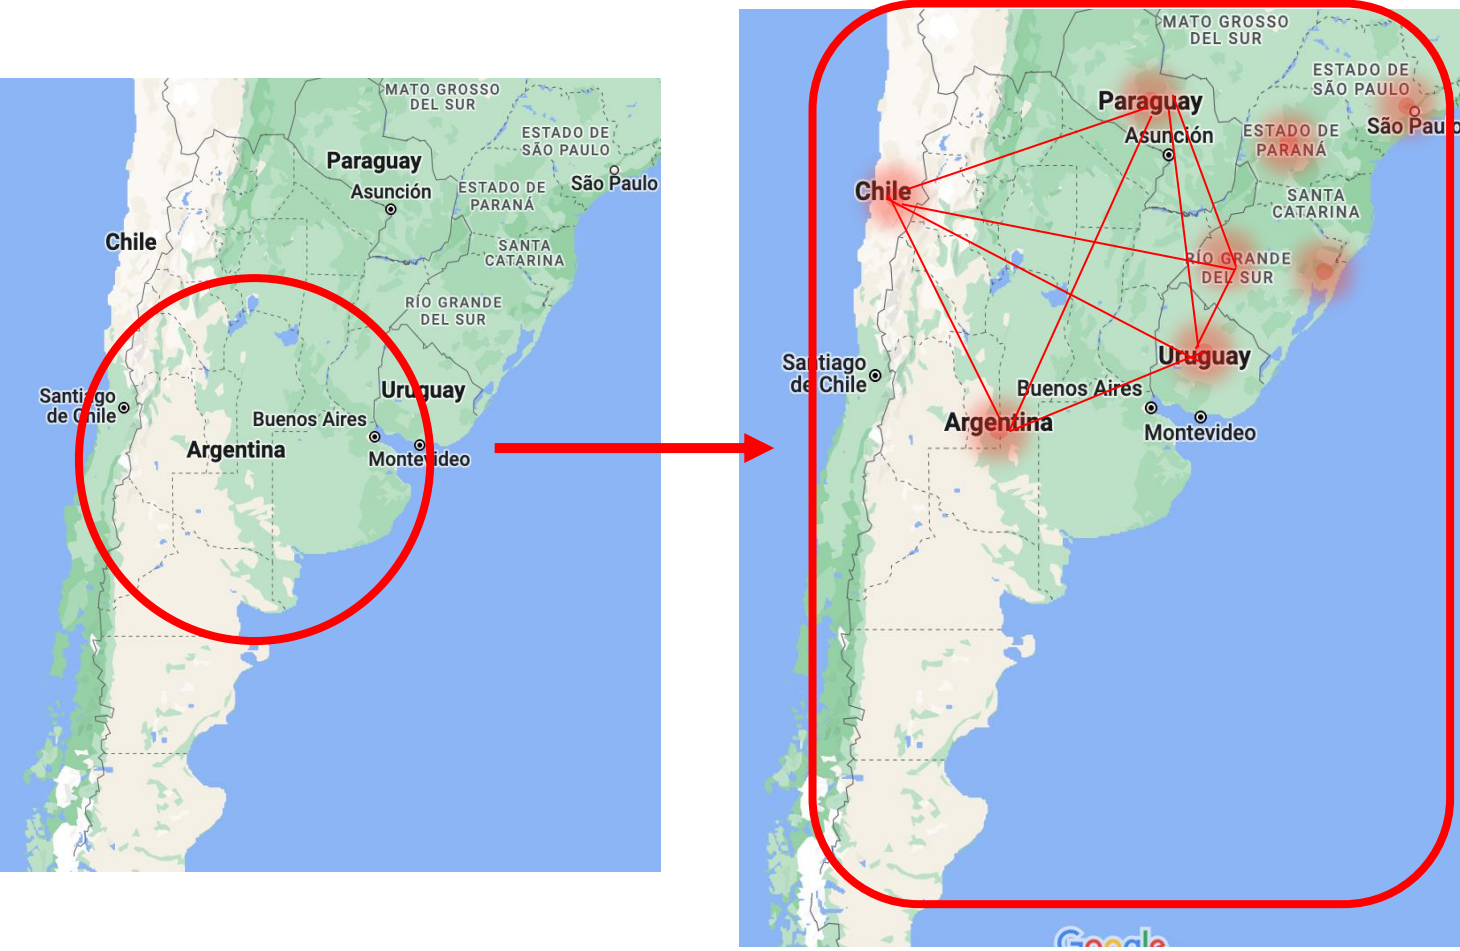 MATO GROSSO
DEL SUR
ESTADO DE
SÃO PAULO
Paraguay
Asunción
São Paulo
ESTADO DE
PARANÁ
Chile
SANTA
CATARINA
RÍO GRANDE
DEL SUR
Santiago
de Chile
Uruguay
Buenos Aires
Argentina
Montevideo
MATO GROSSO
DEL SUR
ESTADO DE
SÃO PAULO
Paraguay
São Paulo
Asunción
ESTADO DE
PARANÁ
Chile
SANTA
CATARINA
RÍO GRANDE
DEL SUR
Uruguay
Santiago
de Chile
Buenos Aires
Argentina
Montevideo
Google